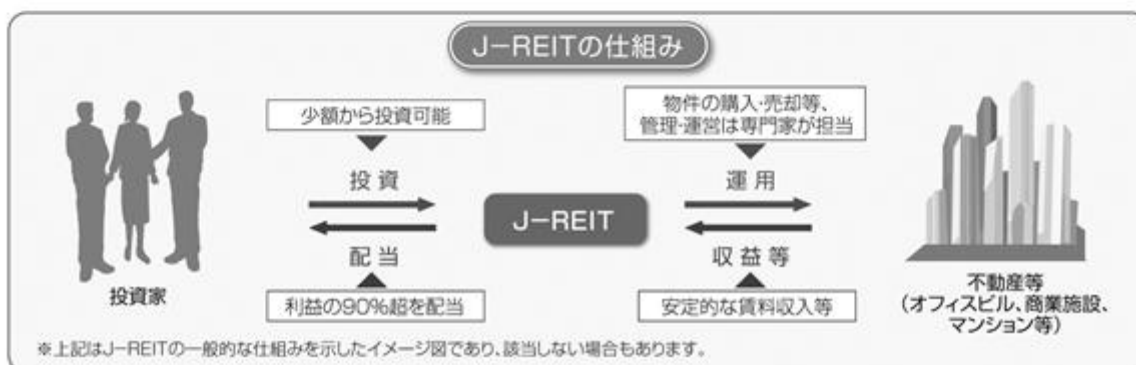 J-REITの仕組み
少額から投資可能
物件の購入・売却等、
管理・運営は専門家が担当
投資
運用
J-REIT
配当
収益等
投資家
利益の90%超を配当
安定的な賃料収入等
不動産等
(オフィスビル、商業施設、
マンション等)
※上記はJ-REITの一般的な仕組みを示したイメージ図であり、該当しない場合もあります。